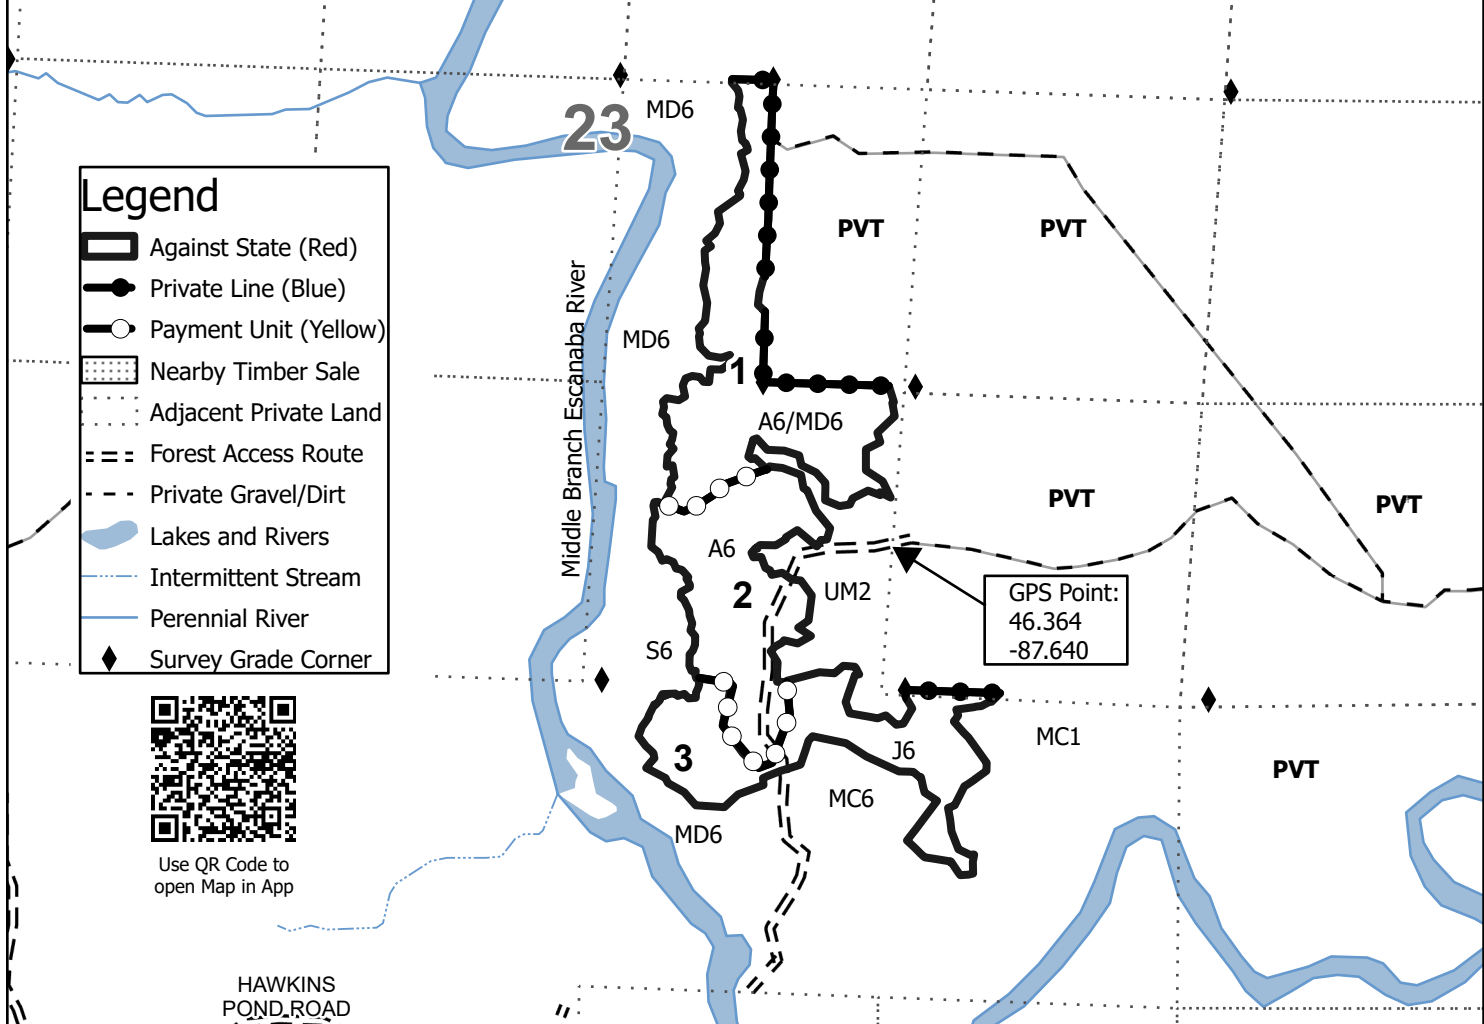 23
MD6
Legend
Against State (Red)
Private Line (Blue)
Payment Unit (Yellow)
Nearby Timber Sale
Adjacent Private Land
Forest Access Route
Private Gravel/Dirt
Lakes and Rivers
Intermittent Stream
Perennial River
Survey Grade Corner
Use QR Code to
open Map in App
Middle Branch Escanaba River
PVT
PVT
MD6
1
A6/MD6
PVT
PVT
A6
2
UM2
GPS Point:
46.364
-87.640
S6
3
J6
MC1
MC6
PVT
MD6
HAWKINS
POND ROAD